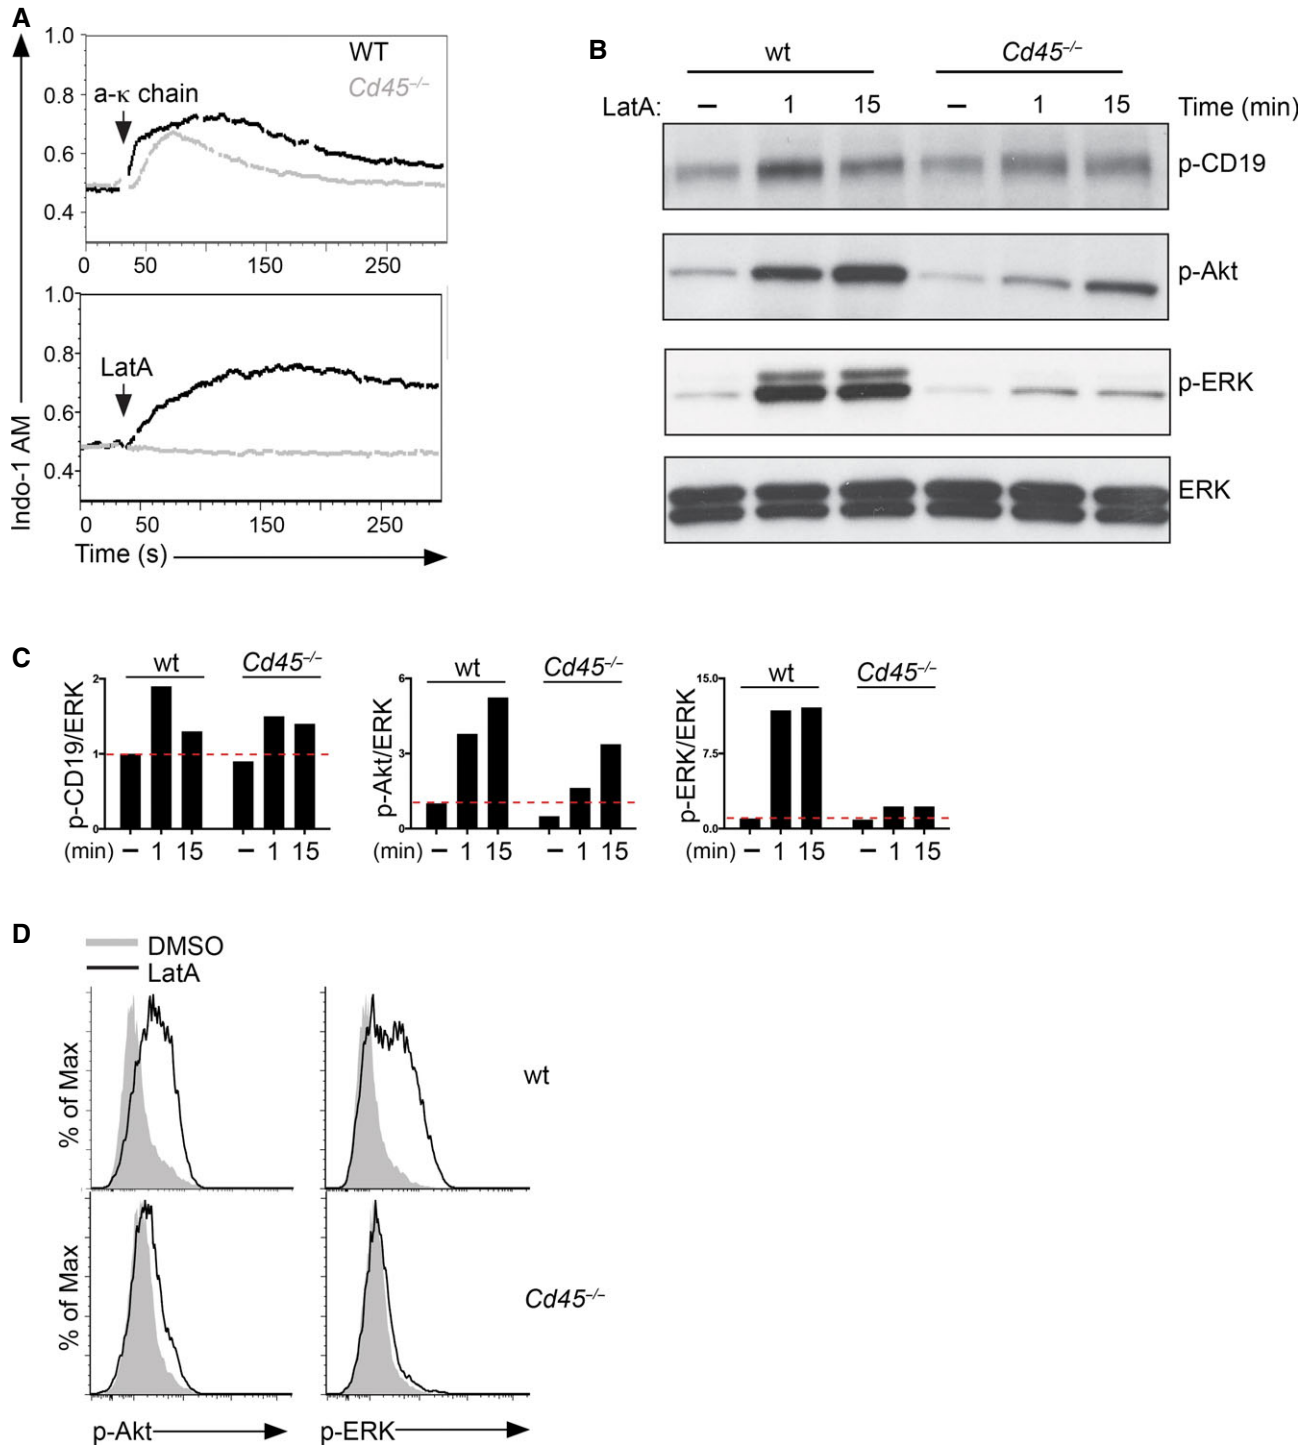 A
1.0
WT
Cd45–/–
0.8
a-κ chain
0.6
0.4
0 50 150 250
1.0
0.8
LatA
0.6
0.4
0 50 150 250
Indo-1 AM
Time (s)
B
wt Cd45–/–
LatA: – 1 15 – 1 15 Time (min)
p-CD19
p-Akt
p-ERK
ERK
C
wt Cd45–/–
2
1
0
p-CD19/ERK
(min) – 1 15 – 1 15
wt Cd45–/–
6
3
0
p-Akt/ERK
(min) – 1 15 – 1 15
wt Cd45–/–
15.0
7.5
0.0
p-ERK/ERK
(min) – 1 15 – 1 15
D
DMSO
LatA
% of Max
wt
% of Max
Cd45–/–
p-Akt p-ERK